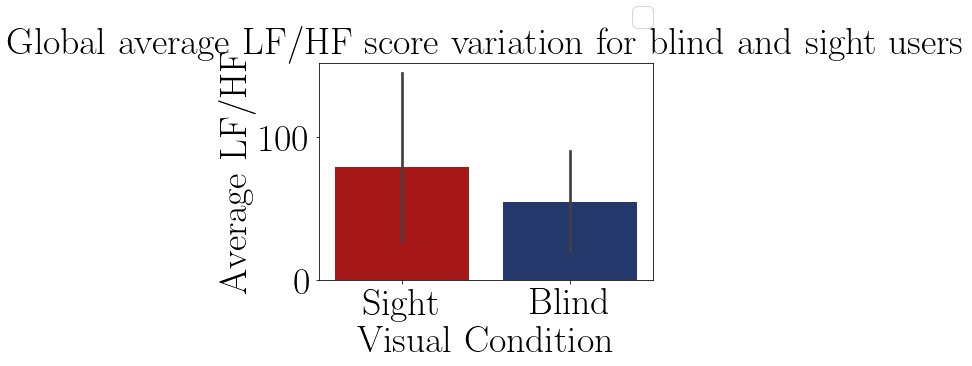 Global average LF/HF score variation for blind and sight users
Average LF/HF
100
0
Sight Blind
Visual Condition